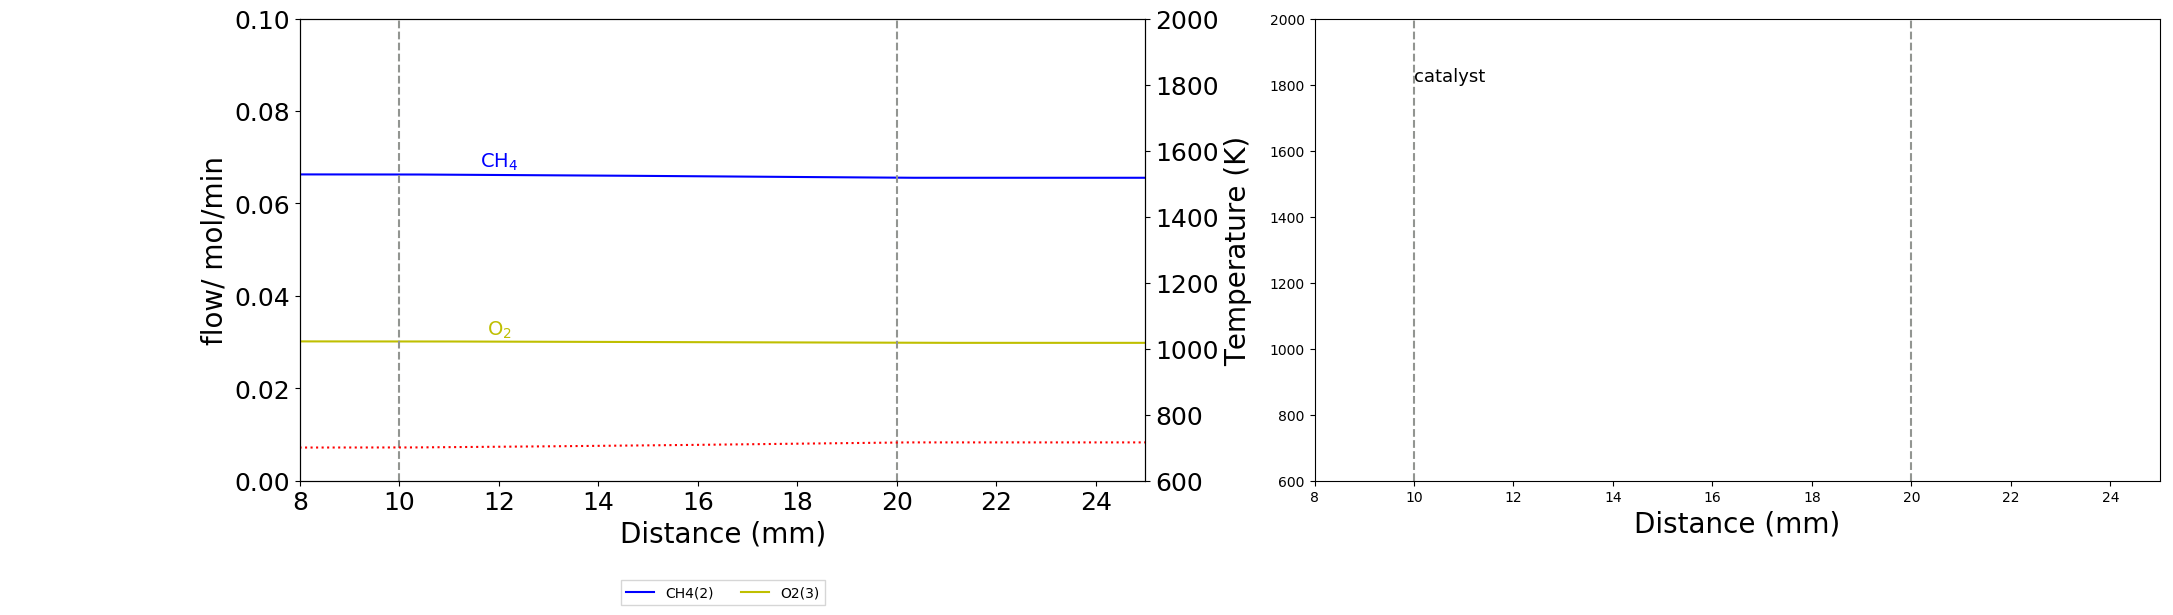 0.10
0.08
0.06
0.04
0.02
0.00
flow/ mol/min
CH4
O2
8 10 12 14 16 18 20 22 24
Distance (mm)
2000
1800
1600
1400
1200
1000
800
600
Temperature (K)
CH4(2) O2(3)
2000
1800
1600
1400
1200
1000
800
600
catalyst
8 10 12 14 16 18 20 22 24
Distance (mm)